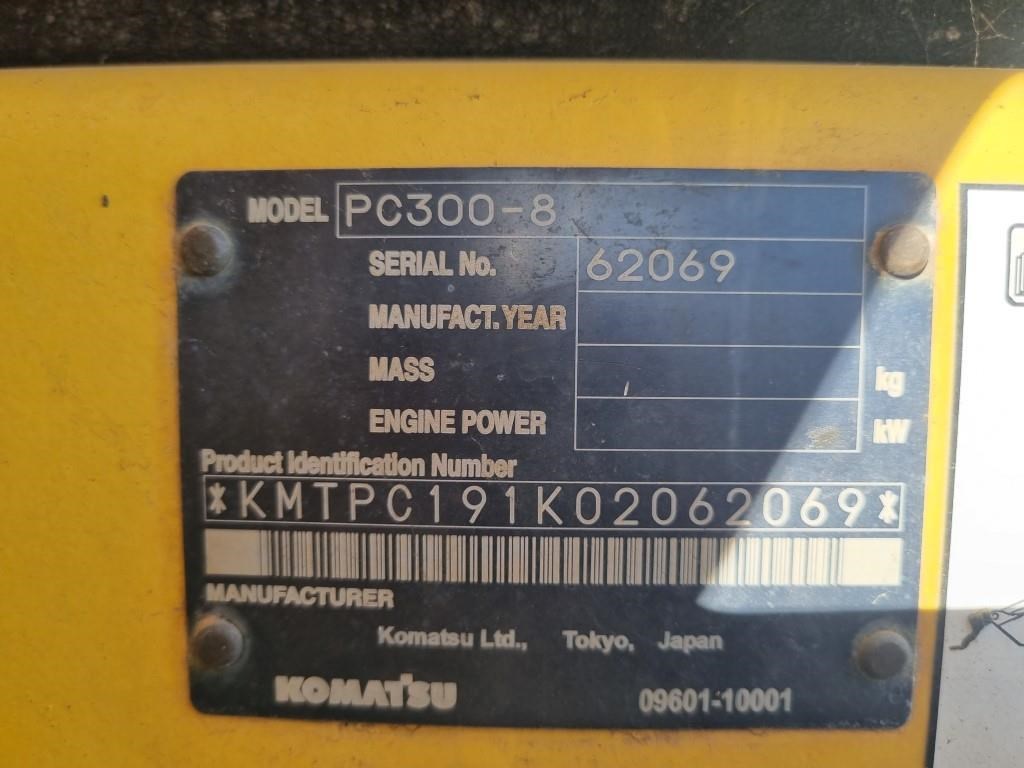 MODEL PC300-8
SERIAL No. 62069
MANUFACT. YEAR
MASS kg
ENGINE POWER kW
Product Identification Number
*KMTPC191K02062069*
MANUFACTURER
Komatsu Ltd., Tokyo, Japan
KOMATSU 09601-10001